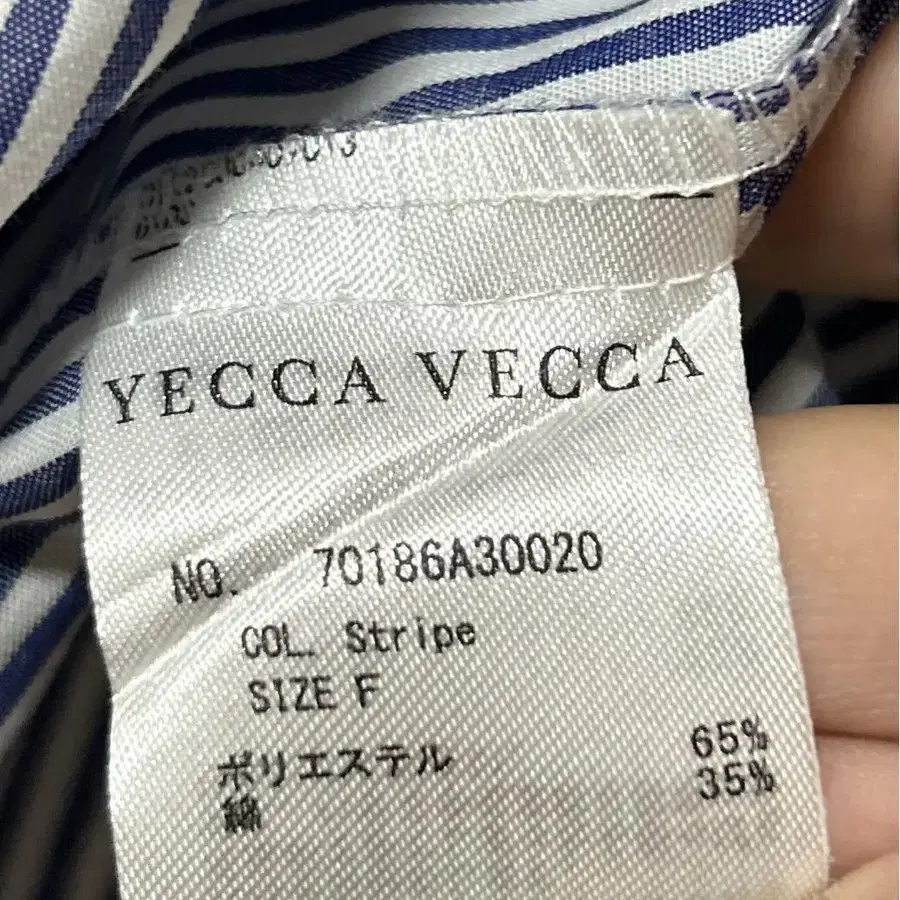 YECCA VECCA
NO. 70186A30020
COL. Stripe
SIZE F
ポリエステル 65%
綿 35%